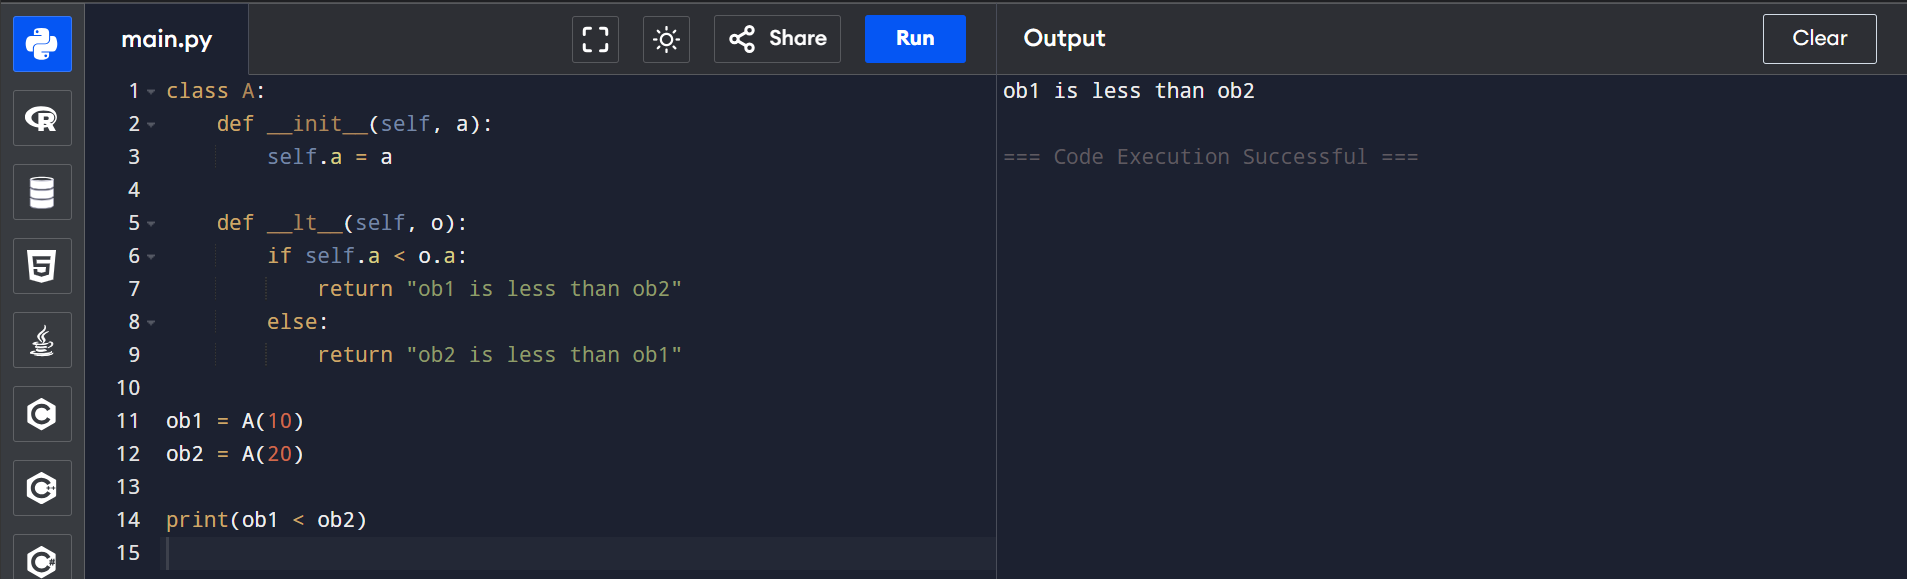 main.py
Share
Run
Output
Clear
1 class A:
2     def __init__(self, a):
3         self.a = a
4
5     def __lt__(self, o):
6         if self.a < o.a:
7             return "ob1 is less than ob2"
8         else:
9             return "ob2 is less than ob1"
10
11 ob1 = A(10)
12 ob2 = A(20)
13
14 print(ob1 < ob2)
15
ob1 is less than ob2
=== Code Execution Successful ===
R
5
C
C++
C#